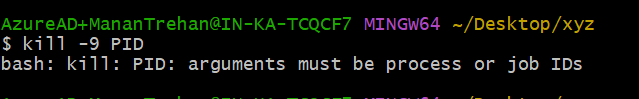 AzureAD+MananTrehan@IN-KA-TCQCF7 MINGW64 ~/Desktop/xyz
$ kill -9 PID
bash: kill: PID: arguments must be process or job IDs